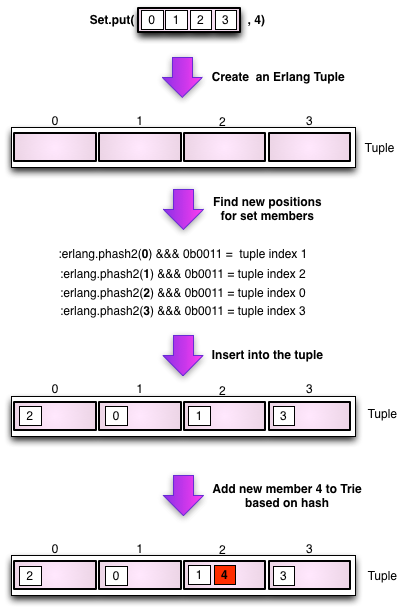 Set.put( 0 1 2 3 , 4)
Create an Erlang Tuple
0 1 2 3
Tuple
Find new positions
for set members
:erlang.phash2(0) &&& 0b0011 = tuple index 1
:erlang.phash2(1) &&& 0b0011 = tuple index 2
:erlang.phash2(2) &&& 0b0011 = tuple index 0
:erlang.phash2(3) &&& 0b0011 = tuple index 3
Insert into the tuple
0 1 2 3
2 0 1 3 Tuple
Add new member 4 to Trie
based on hash
0 1 2 3
2 0 1 4 3 Tuple